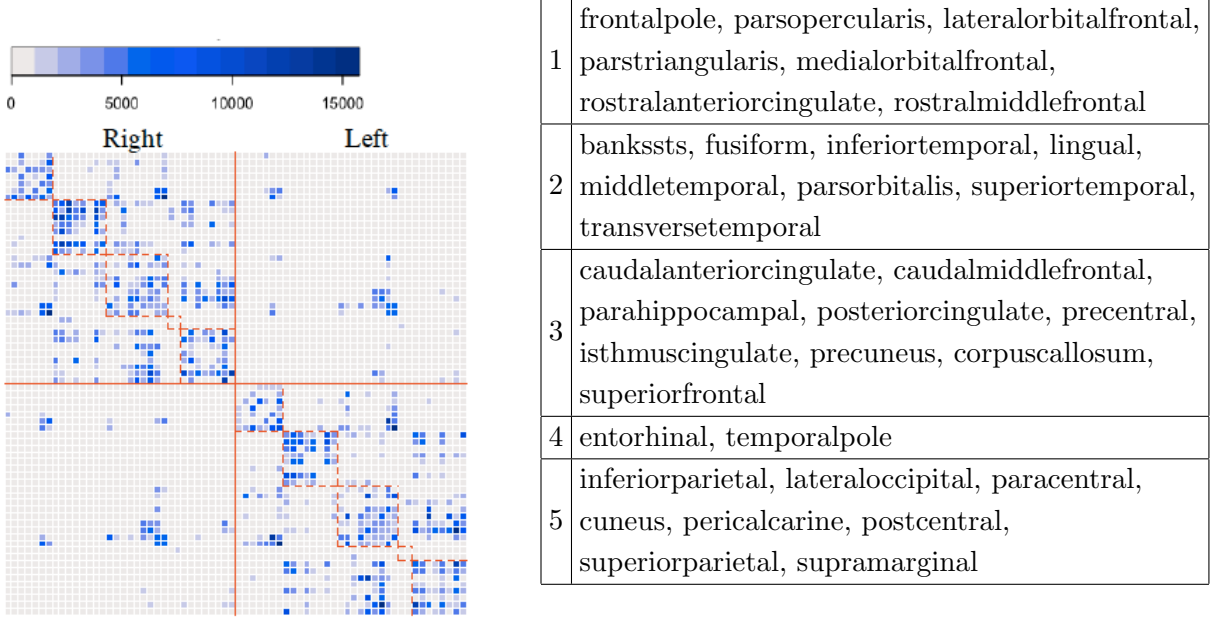 0 5000 10000 15000
Right Left
1
frontalpole, parsopercularis, lateralorbitalfrontal,
parstriangularis, medialorbitalfrontal,
rostralanteriorcingulate, rostralmiddlefrontal
2
bankssts, fusiform, inferiortemporal, lingual,
middletemporal, parsorbitalis, superiortemporal,
transversetemporal
3
caudalanteriorcingulate, caudalmiddlefrontal,
parahippocampal, posteriorcingulate, precentral,
isthmuscingulate, precuneus, corpuscallosum,
superiorfrontal
4 entorhinal, temporalpole
5
inferiorparietal, lateraloccipital, paracentral,
cuneus, pericalcarine, postcentral,
superiorparietal, supramarginal